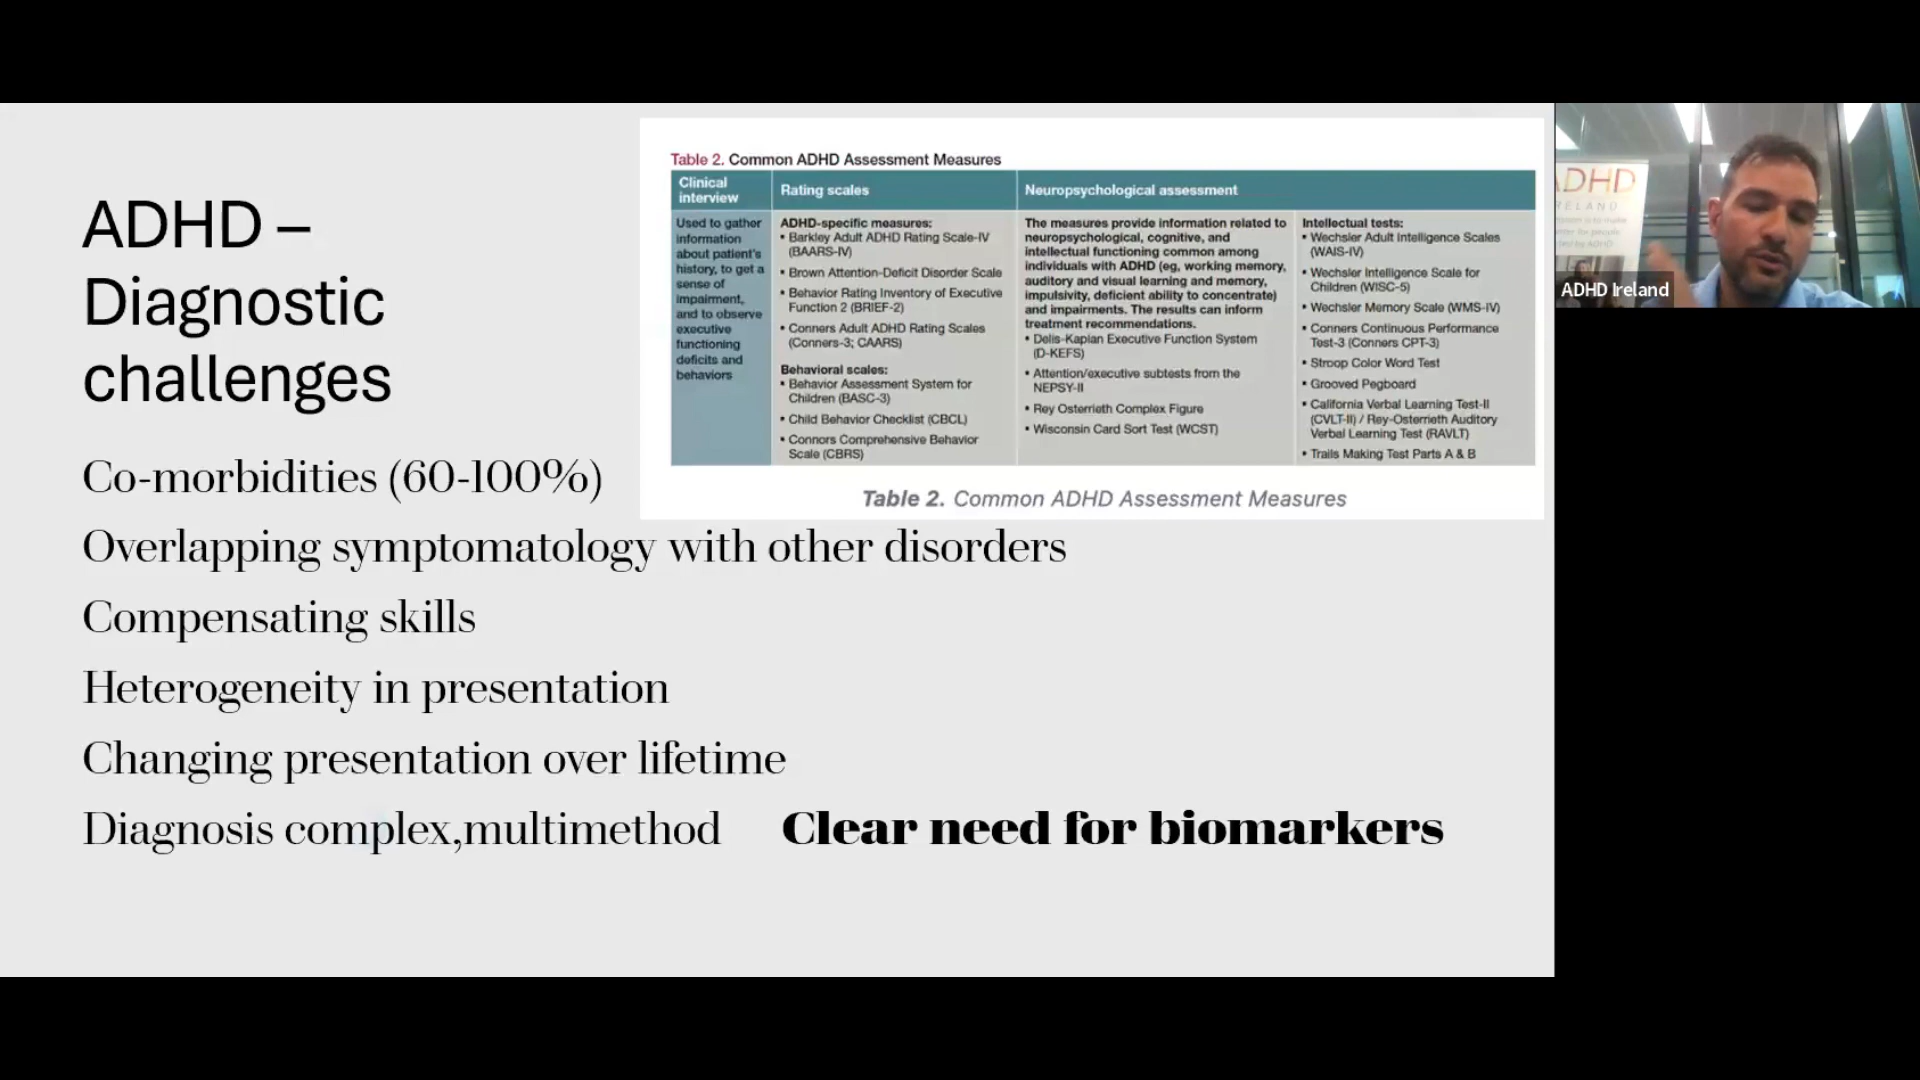 ADHD –
Diagnostic
challenges
Co-morbidities (60-100%)
Overlapping symptomatology with other disorders
Compensating skills
Heterogeneity in presentation
Changing presentation over lifetime
Diagnosis complex,multimethod
Clear need for biomarkers
Table 2. Common ADHD Assessment Measures
Clinical
interview
Used to gather
information
about patient's
history, to get a
sense of
impairment,
and to observe
executive
functioning
deficits and
behaviors
Rating scales
ADHD-specific measures:
• Barkley Adult ADHD Rating Scale-IV
(BAARS-IV)
• Brown Attention-Deficit Disorder Scale
• Behavior Rating Inventory of Executive
Function 2 (BRIEF-2)
• Conners Adult ADHD Rating Scales
(Conners-3; CAARS)
Behavioral scales:
• Behavior Assessment System for
Children (BASC-3)
• Child Behavior Checklist (CBCL)
• Connors Comprehensive Behavior
Scale (CBRS)
Neuropsychological assessment
The measures provide information related to
neuropsychological, cognitive, and
intellectual functioning common among
individuals with ADHD (eg, working memory,
auditory and visual learning and memory,
impulsivity, deficient ability to concentrate)
and impairments. The results can inform
treatment recommendations.
• Delis-Kaplan Executive Function System
(D-KEFS)
• Attention/executive subtests from the
NEPSY-II
• Rey Osterrieth Complex Figure
• Wisconsin Card Sort Test (WCST)
Intellectual tests:
• Wechsler Adult Intelligence Scales
(WAIS-IV)
• Wechsler Intelligence Scale for
Children (WISC-5)
• Wechsler Memory Scale (WMS-IV)
• Conners Continuous Performance
Test-3 (Conners CPT-3)
• Stroop Color Word Test
• Grooved Pegboard
• California Verbal Learning Test-II
(CVLT-II) / Rey-Osterrieth Auditory
Verbal Learning Test (RAVLT)
• Trails Making Test Parts A & B
Table 2. Common ADHD Assessment Measures
ADHD
ADHD Ireland